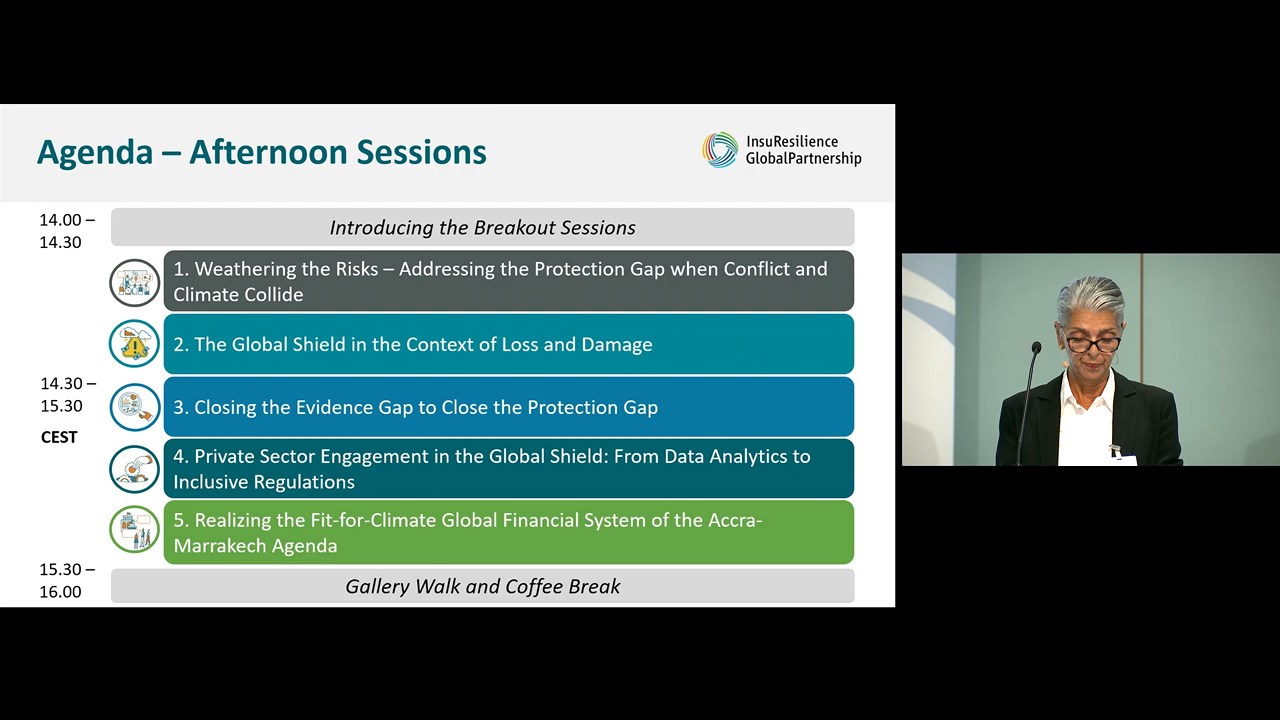 Agenda – Afternoon Sessions
InsuResilience
GlobalPartnership
14.00 –
14.30
Introducing the Breakout Sessions
1. Weathering the Risks – Addressing the Protection Gap when Conflict and
Climate Collide
2. The Global Shield in the Context of Loss and Damage
14.30 –
15.30
CEST
3. Closing the Evidence Gap to Close the Protection Gap
4. Private Sector Engagement in the Global Shield: From Data Analytics to
Inclusive Regulations
5. Realizing the Fit-for-Climate Global Financial System of the Accra-
Marrakech Agenda
15.30 –
16.00
Gallery Walk and Coffee Break